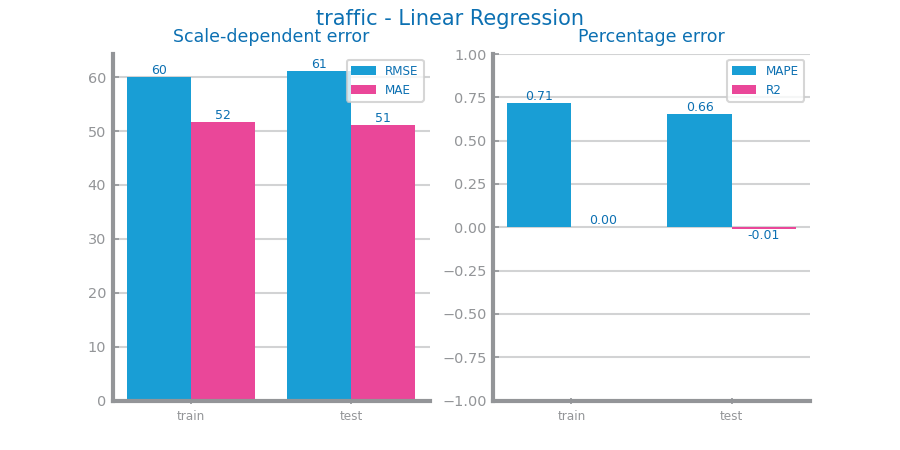 traffic - Linear Regression
Scale-dependent error
60
50
40
30
20
10
0
60
52
61
51
RMSE
MAE
train
test
Percentage error
1.00
0.75
0.50
0.25
0.00
−0.25
−0.50
−0.75
−1.00
0.71
0.00
0.66
-0.01
MAPE
R2
train
test